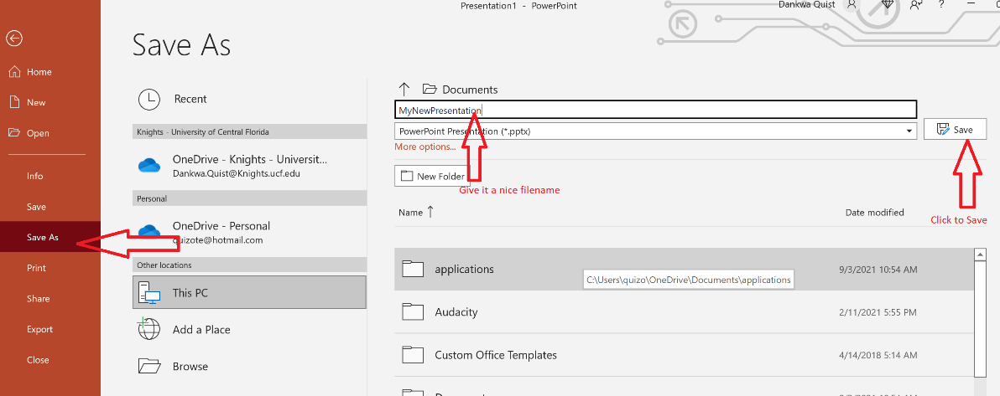 Presentation1 - PowerPoint
Dankwa Quist
?
Save As
Home
New
Open
Info
Save
Save As
Print
Share
Export
Close
Recent
Knights - University of Central Florida
OneDrive - Knights - Universit...
Dankwa.Quist@Knights.ucf.edu
Personal
OneDrive - Personal
quizote@hotmail.com
Other locations
This PC
Add a Place
Browse
Documents
MyNewPresentation
PowerPoint Presentation (*.pptx)
Save
More options...
New Folder
Give it a nice filename
Click to Save
Name
Date modified
applications
9/3/2021 10:54 AM
C:\Users\quizo\OneDrive\Documents\applications
Audacity
2/11/2021 5:55 PM
Custom Office Templates
4/14/2018 5:14 AM